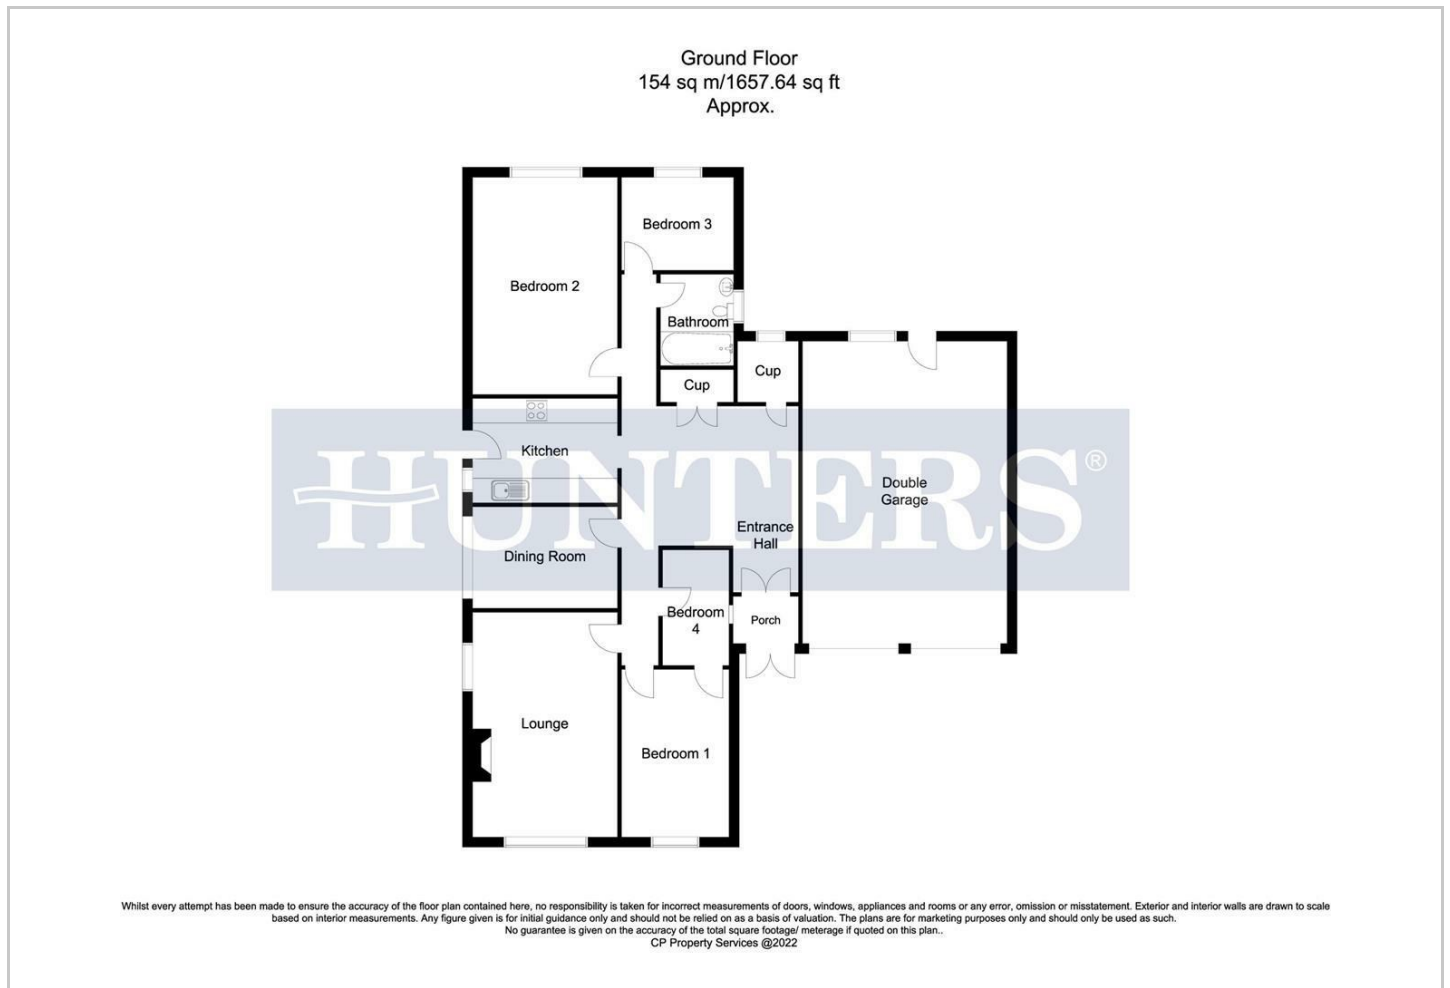 Ground Floor
154 sq m/1657.64 sq ft
Approx.
Bedroom 3
Bedroom 2
Bathroom
Cup
Cup
Kitchen
HUNTERS®
Double
Garage
Entrance
Hall
Dining Room
Bedroom
4
Porch
Lounge
Bedroom 1
Whilst every attempt has been made to ensure the accuracy of the floor plan contained here, no responsibility is taken for incorrect measurements of doors, windows, appliances and rooms or any error, omission or misstatement. Exterior and interior walls are drawn to scale
based on interior measurements. Any figure given is for initial guidance only and should not be relied on as a basis of valuation. The plans are for marketing purposes only and should only be used as such.
No guarantee is given on the accuracy of the total square footage/ meterage if quoted on this plan..
CP Property Services @2022